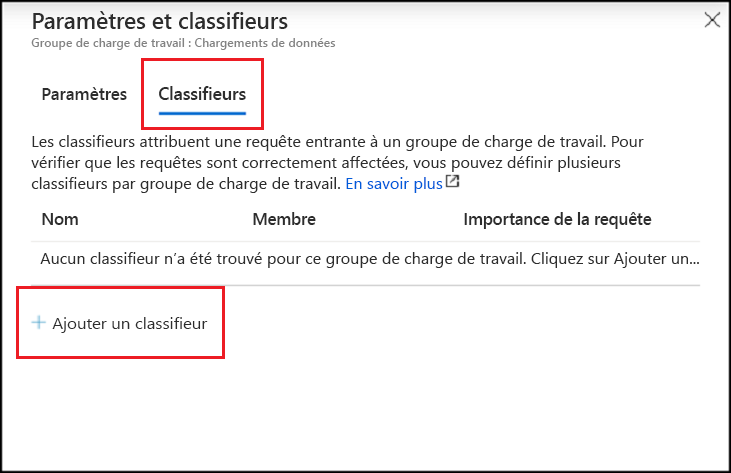 Paramètres et classifieurs
Groupe de charge de travail : Chargements de données
Paramètres Classifieurs
Les classifieurs attribuent une requête entrante à un groupe de charge de travail. Pour
vérifier que les requêtes sont correctement affectées, vous pouvez définir plusieurs
classifieurs par groupe de charge de travail. En savoir plus
Nom Membre Importance de la requête
Aucun classifieur n’a été trouvé pour ce groupe de charge de travail. Cliquez sur Ajouter un...
+ Ajouter un classifieur